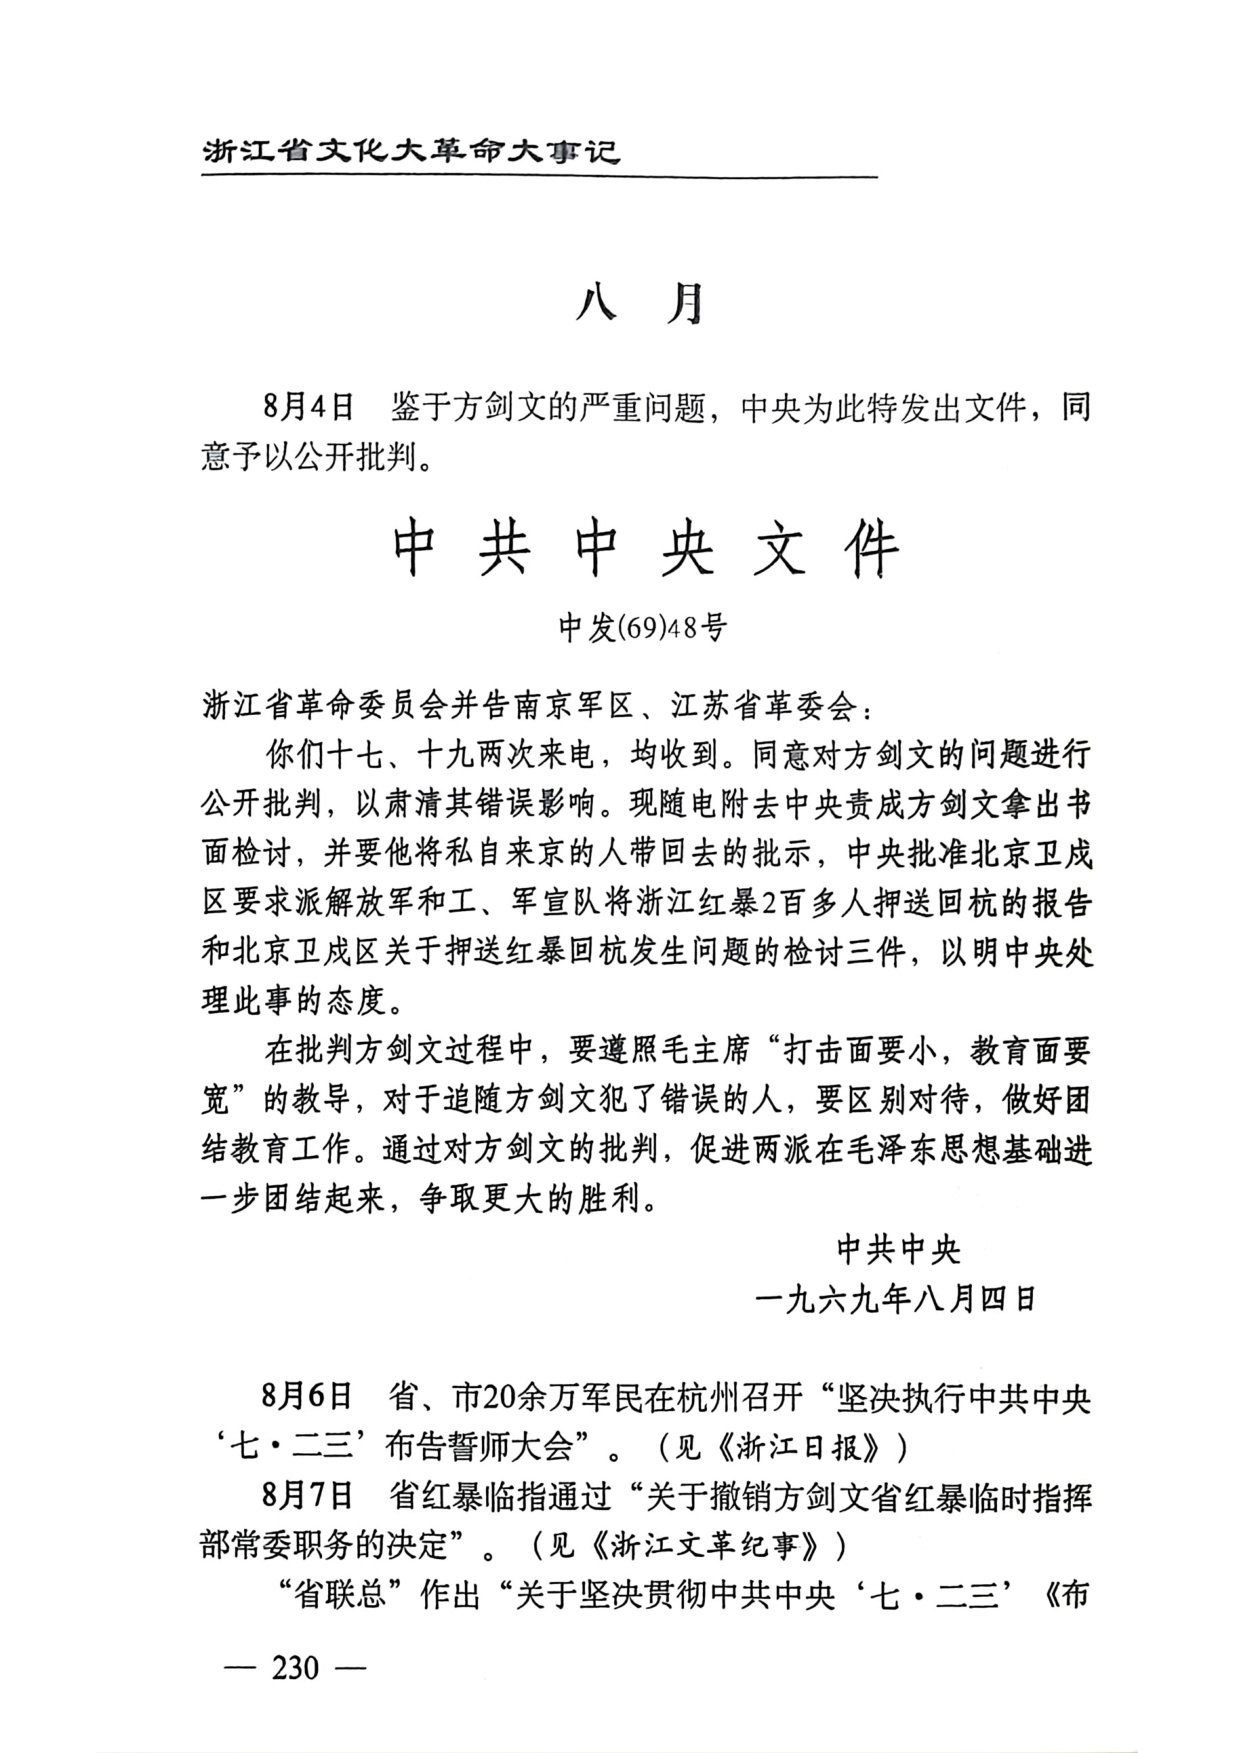 浙江省文化大革命大事记
八 月
8月4日 鉴于方剑文的严重问题，中央为此特发出文件，同
意予以公开批判。
中 共 中 央 文 件
中发(69)48号
浙江省革命委员会并告南京军区、江苏省革委会：
你们十七、十九两次来电，均收到。同意对方剑文的问题进行
公开批判，以肃清其错误影响。现随电附去中央责成方剑文拿出书
面检讨，并要他将私自来京的人带回去的批示，中央批准北京卫戍
区要求派解放军和工、军宣队将浙江红暴2百多人押送回杭的报告
和北京卫戍区关于押送红暴回杭发生问题的检讨三件，以明中央处
理此事的态度。
在批判方剑文过程中，要遵照毛主席“打击面要小，教育面要
宽”的教导，对于追随方剑文犯了错误的人，要区别对待，做好团
结教育工作。通过对方剑文的批判，促进两派在毛泽东思想基础进
一步团结起来，争取更大的胜利。
中共中央
一九六九年八月四日
8月6日 省、市20余万军民在杭州召开“坚决执行中共中央
‘七·二三’布告誓师大会”。（见《浙江日报》）
8月7日 省红暴临指通过“关于撤销方剑文省红暴临时指挥
部常委职务的决定”。（见《浙江文革纪事》）
“省联总”作出“关于坚决贯彻中共中央‘七·二三’《布
— 230 —